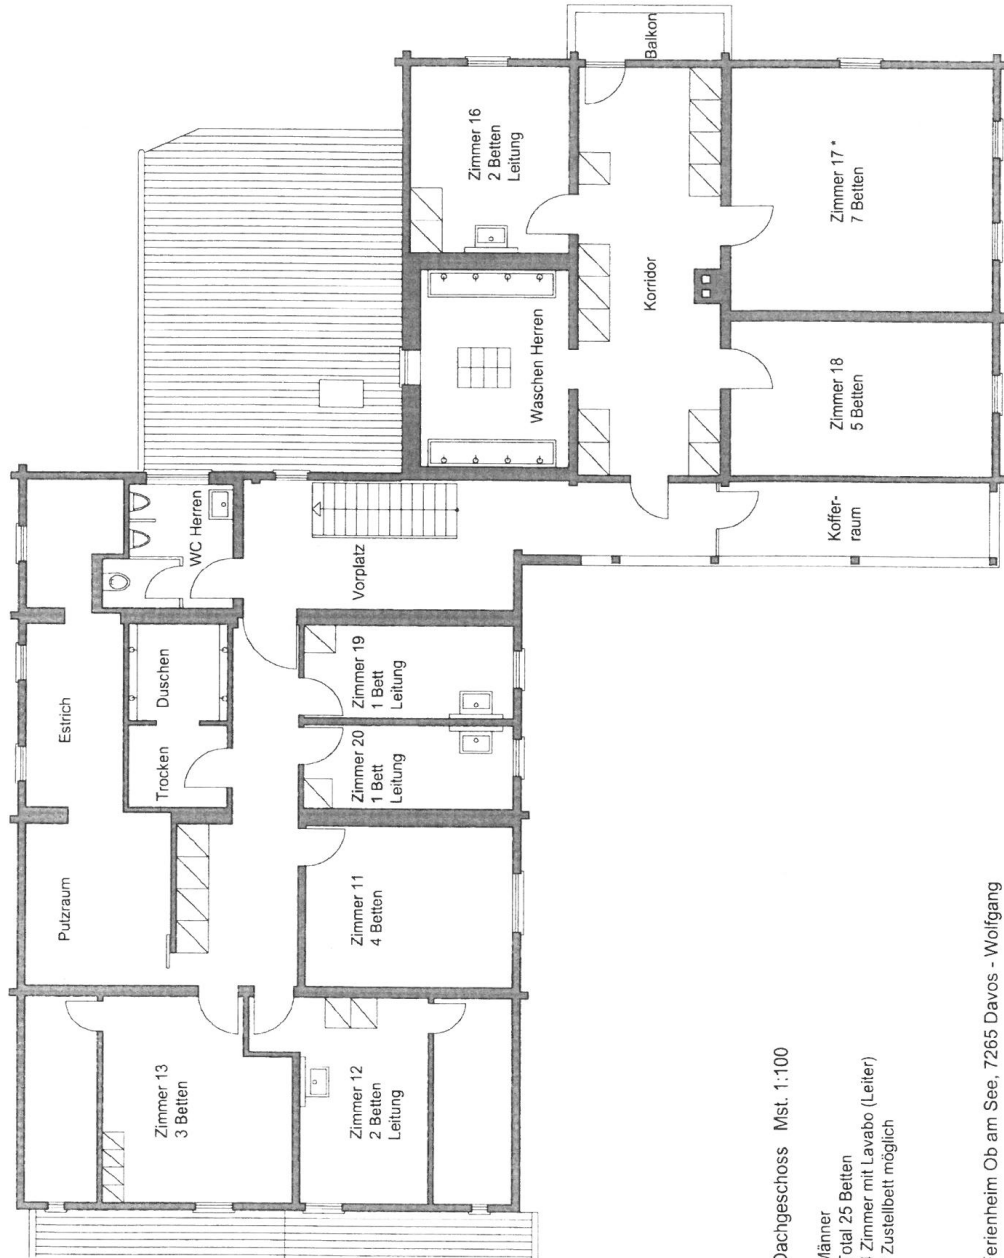 Putzraum
Estrich
Zimmer 13
3 Betten
Trocken
Duschen
WC Herren
Zimmer 12
2 Betten
Leitung
Zimmer 11
4 Betten
Zimmer 20
1 Bett
Leitung
Zimmer 19
1 Bett
Leitung
Vorplatz
Zimmer 16
2 Betten
Leitung
Waschen Herren
Korridor
Balkon
Koffer-
raum
Zimmer 18
5 Betten
Zimmer 17 *
7 Betten
Dachgeschoss Mst. 1:100
Männer
Total 25 Betten
Zimmer mit Lavabo (Leiter)
Zustellbett möglich
Ob am See, 7265 Davos - Wolfgang